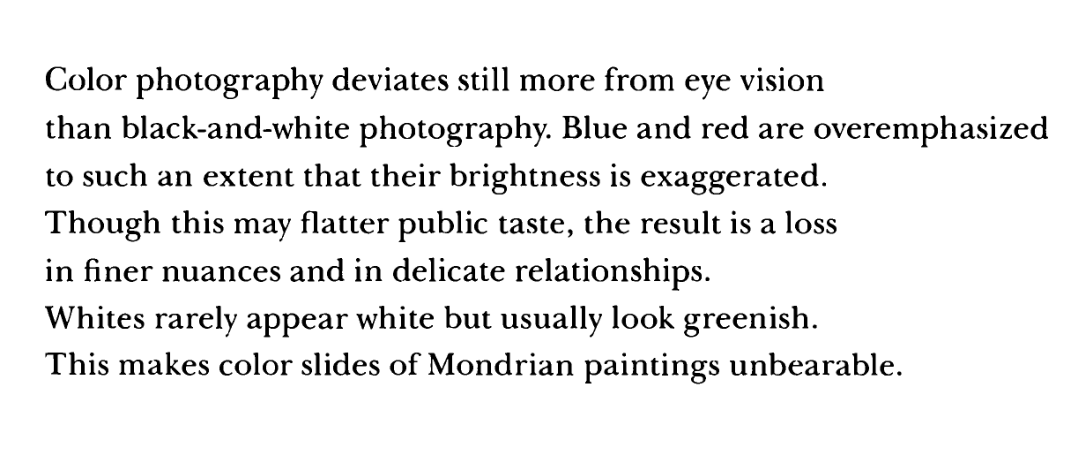 Color photography deviates still more from eye vision
than black-and-white photography. Blue and red are overemphasized
to such an extent that their brightness is exaggerated.
Though this may flatter public taste, the result is a loss
in finer nuances and in delicate relationships.
Whites rarely appear white but usually look greenish.
This makes color slides of Mondrian paintings unbearable.